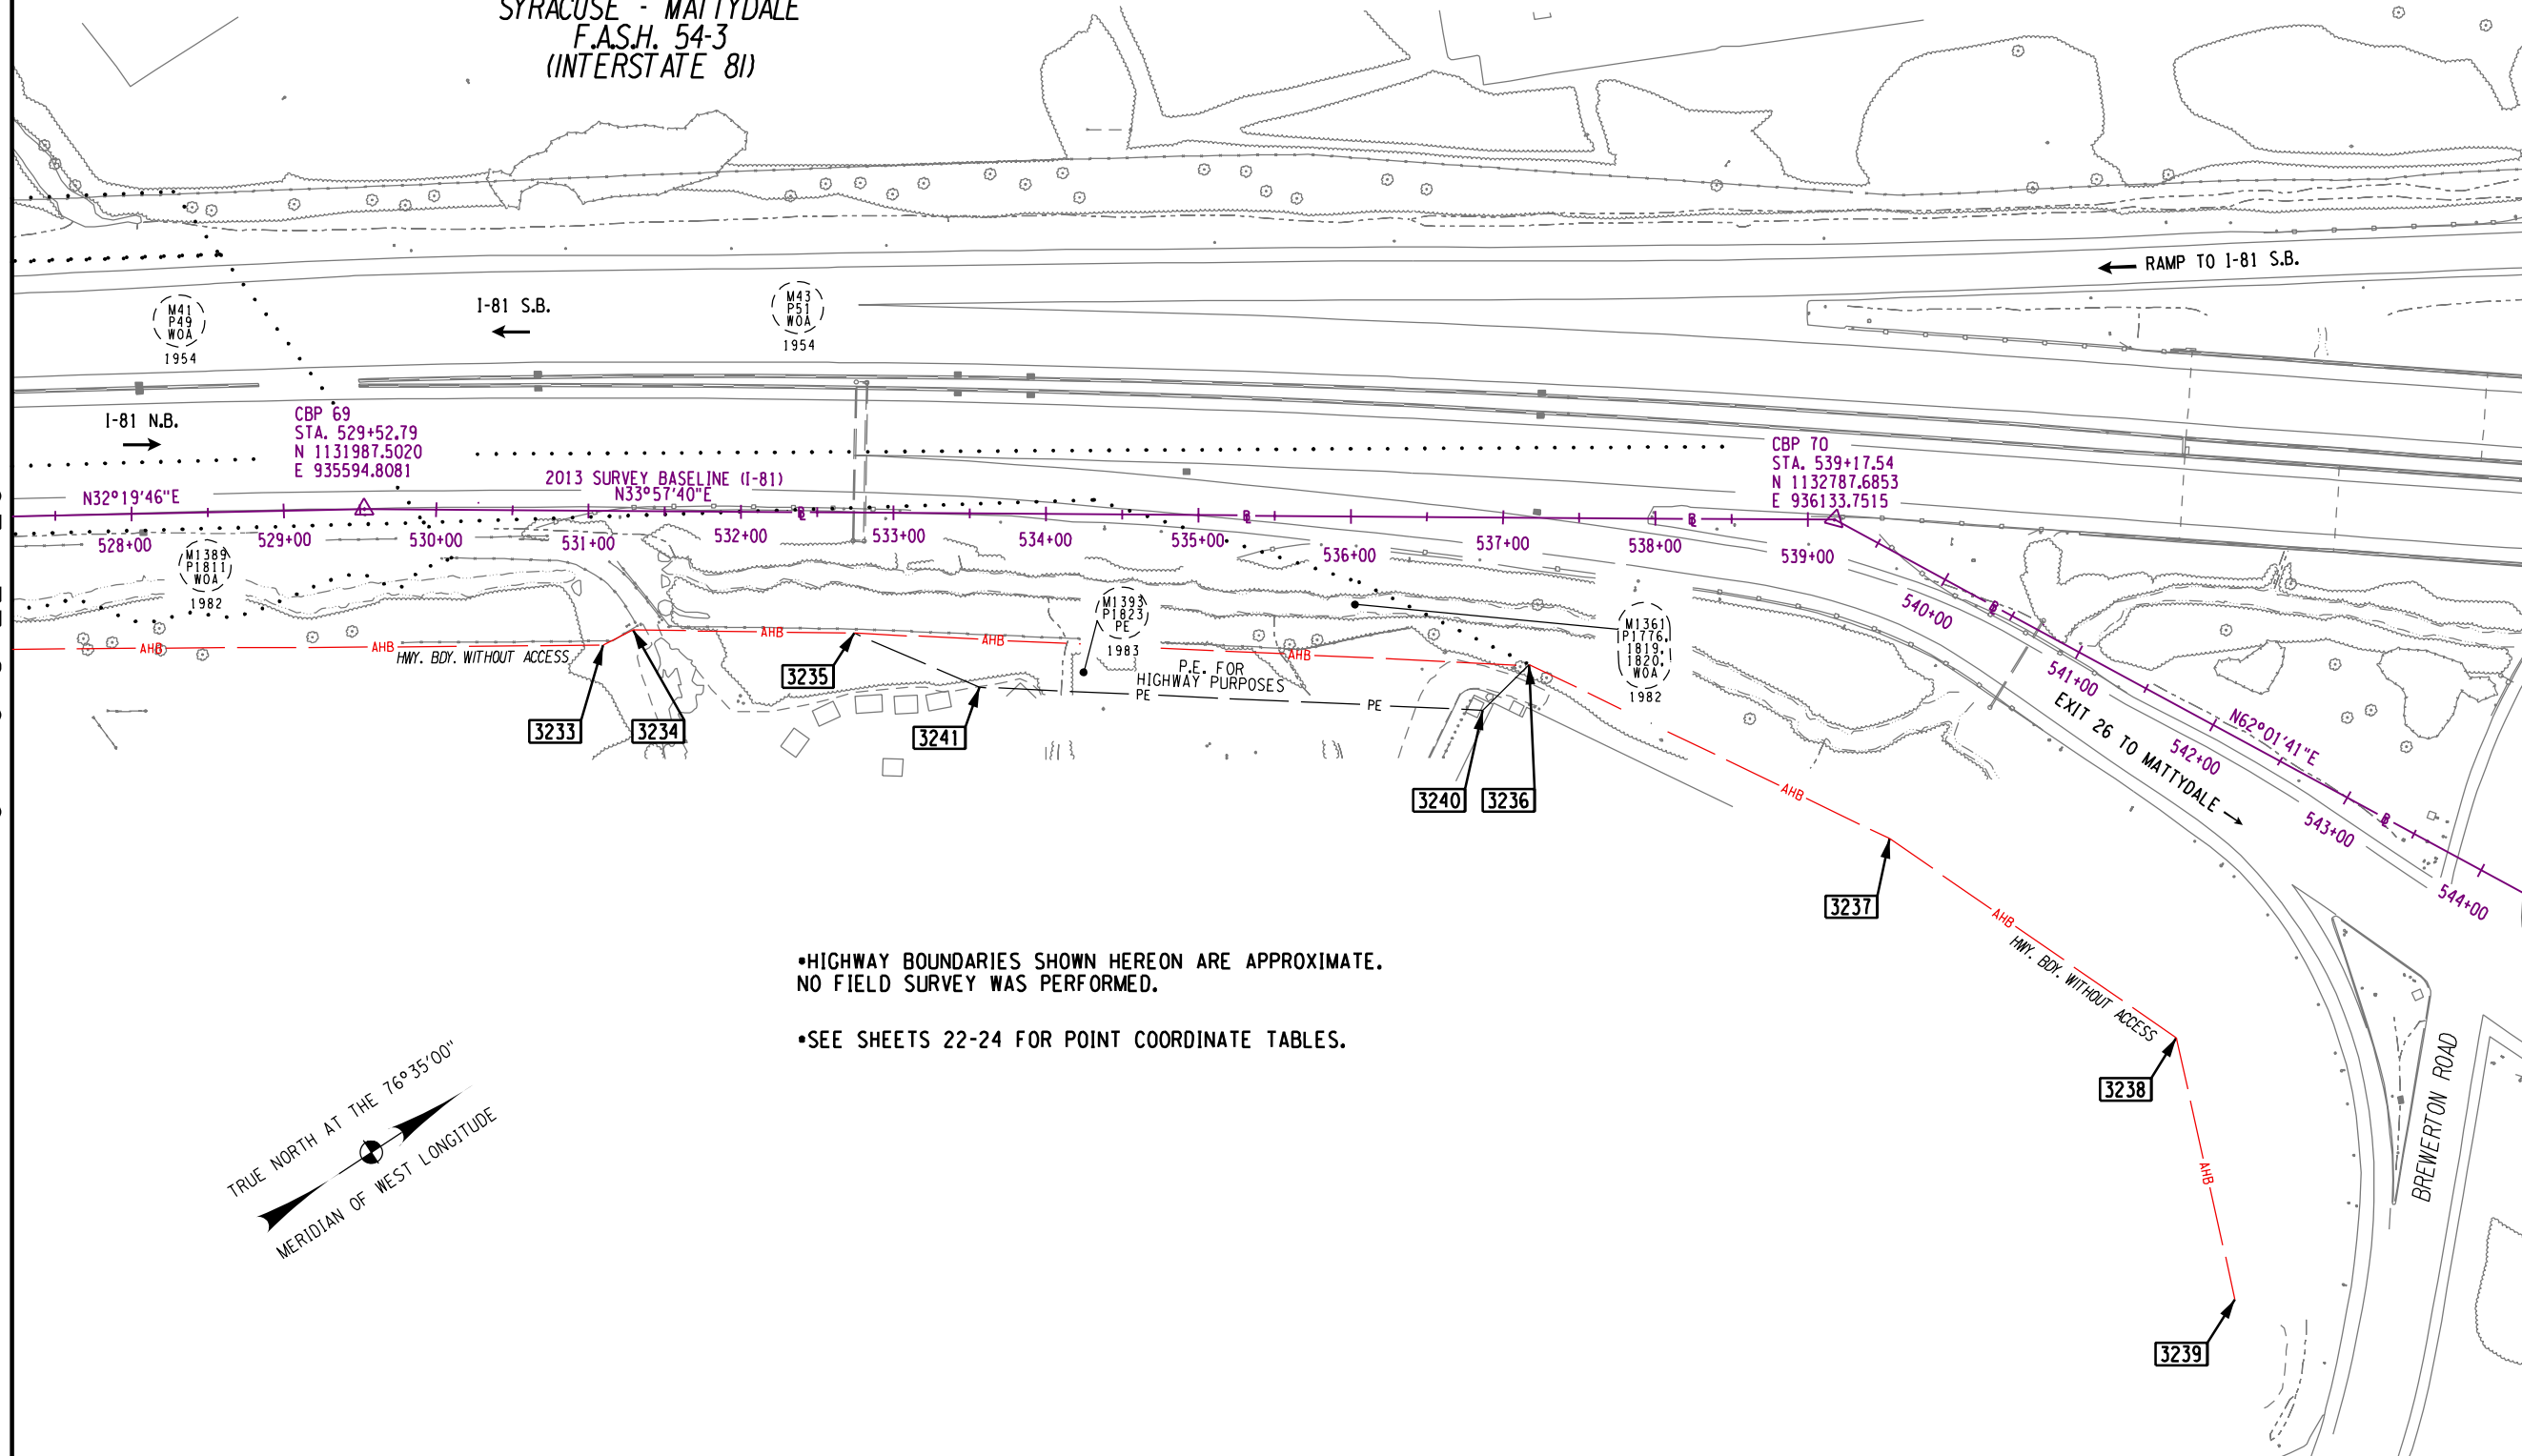 SYRACUSE - MATTYDALE
F.A.S.H. 54-3
(INTERSTATE 81)
RAMP TO I-81 S.B.
M41
P49
WOA
1954
I-81 S.B.
M43
P51
WOA
1954
I-81 N.B.
CBP 69
STA. 529+52.79
N 1131987.5020
E 935594.8081
CBP 70
STA. 539+17.54
N 1132787.6853
E 936133.7515
2013 SURVEY BASELINE (I-81)
N32°19'46"E
N33°57'40"E
528+00
529+00
530+00
531+00
532+00
533+00
534+00
535+00
536+00
537+00
538+00
539+00
540+00
541+00
542+00
543+00
544+00
N62°01'41"E
EXIT 26 TO MATTYDALE
M1389
P1811
WOA
1982
M1393
P1823
PE
1983
M1361
P1776,
1819,
1820,
WOA
1982
AHB
AHB
AHB
AHB
AHB
AHB
AHB
AHB
HWY. BDY. WITHOUT ACCESS
P.E. FOR
HIGHWAY PURPOSES
PE
PE
3233
3234
3235
3241
3240
3236
3237
3238
3239
HWY. BDY. WITHOUT ACCESS
BREWERTON ROAD
•HIGHWAY BOUNDARIES SHOWN HEREON ARE APPROXIMATE.
NO FIELD SURVEY WAS PERFORMED.
•SEE SHEETS 22-24 FOR POINT COORDINATE TABLES.
TRUE NORTH AT THE 76°35'00"
MERIDIAN OF WEST LONGITUDE